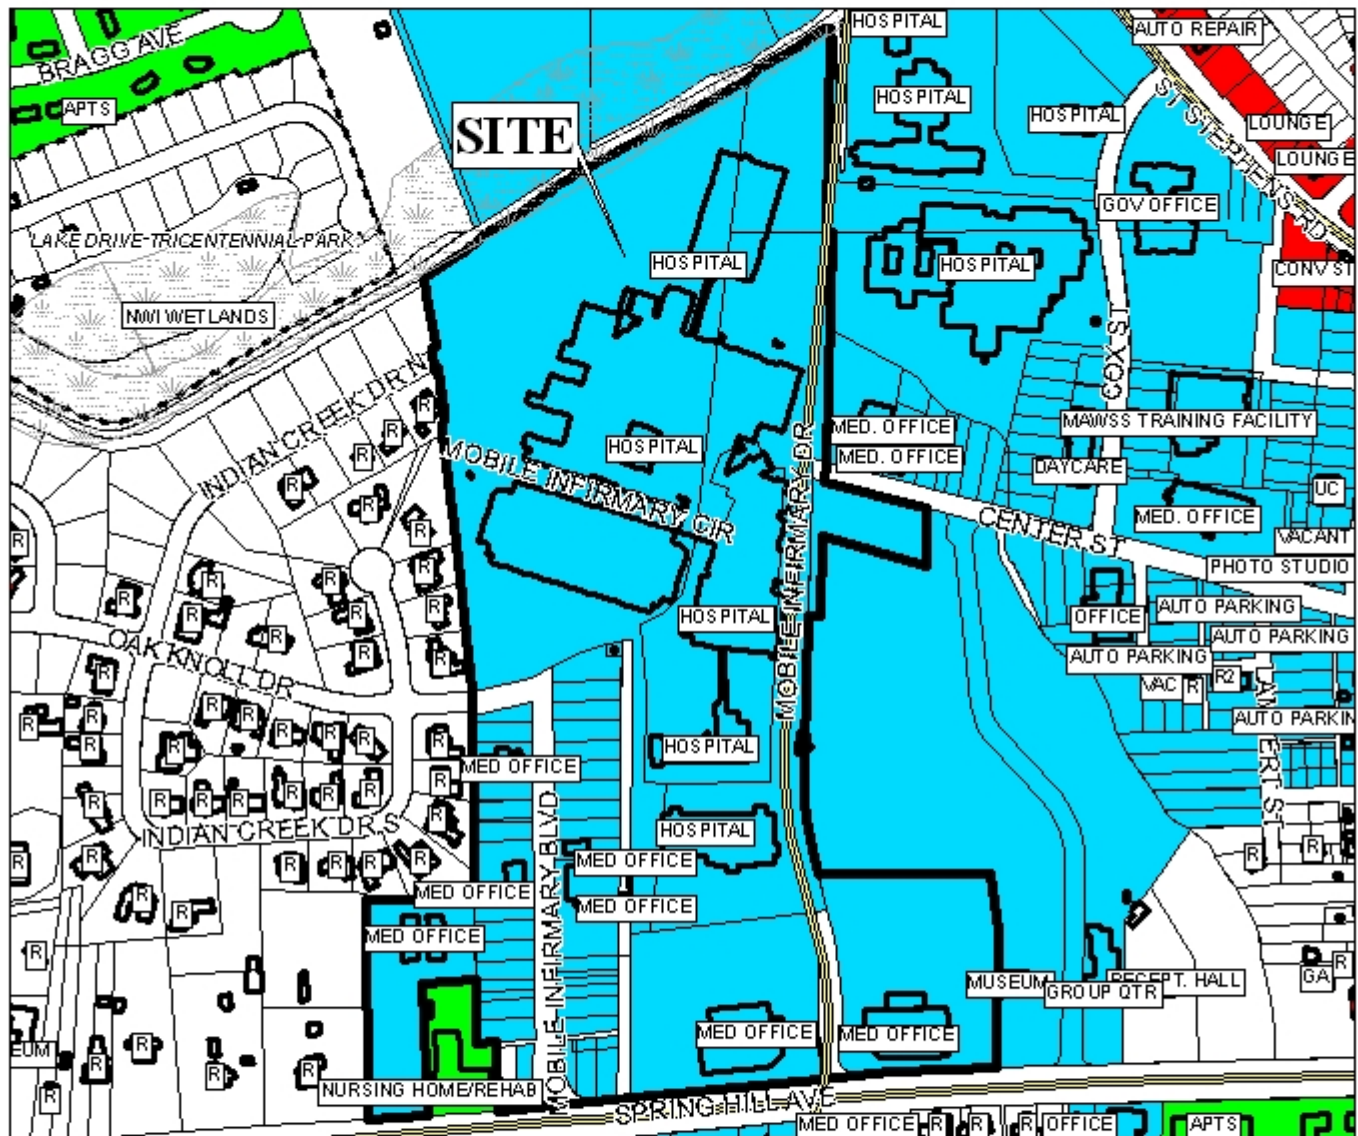 HOSPITAL
AUTO REPAIR
BRAGG AVE
APTS
HOSPITAL
HOSPITAL
ST STEPHENS RD
LOUNGE
SITE
LOUNGE
GOV OFFICE
LAKE DRIVE-TRICENTENNIAL-PARK
HOSPITAL
HOSPITAL
CONV ST
NWI WETLANDS
COX ST
INDIAN CREEK DR N
R
R
R
MED. OFFICE
MED. OFFICE
MAWSS TRAINING FACILITY
HOSPITAL
MOBILE INFIRMARY CIR
MOBILE-INFIRMARY DR
DAYCARE
UC
R
R
R
MED. OFFICE
CENTER ST
VACANT
PHOTO STUDIO
R
R
R
R
R
R
R
R
R
R
HOSPITAL
OFFICE
AUTO PARKING
AUTO PARKING
OAK KNOLL DR
R
R
AUTO PARKING
VAC
R
R2
R
R
R
R
R
R
R
R
R
R
AUTO PARKIN
HOSPITAL
MED OFFICE
R
R
R
R
R
R
R
R
R
INDIAN CREEK DR S
HOSPITAL
R
R
R
R
R
R
R
R
MED OFFICE
MED OFFICE
MED OFFICE
R
R
MED OFFICE
R
MOBILE-INFIRMARY BLVD
MUSEUM
GROUP QTR
RECEPT. HALL
GA
R
MED OFFICE
MED OFFICE
EUM
R
R
R
R
R
NURSING HOME/REHAB
SPRING HILL AVE
MED OFFICE
R
R
R
OFFICE
APTS